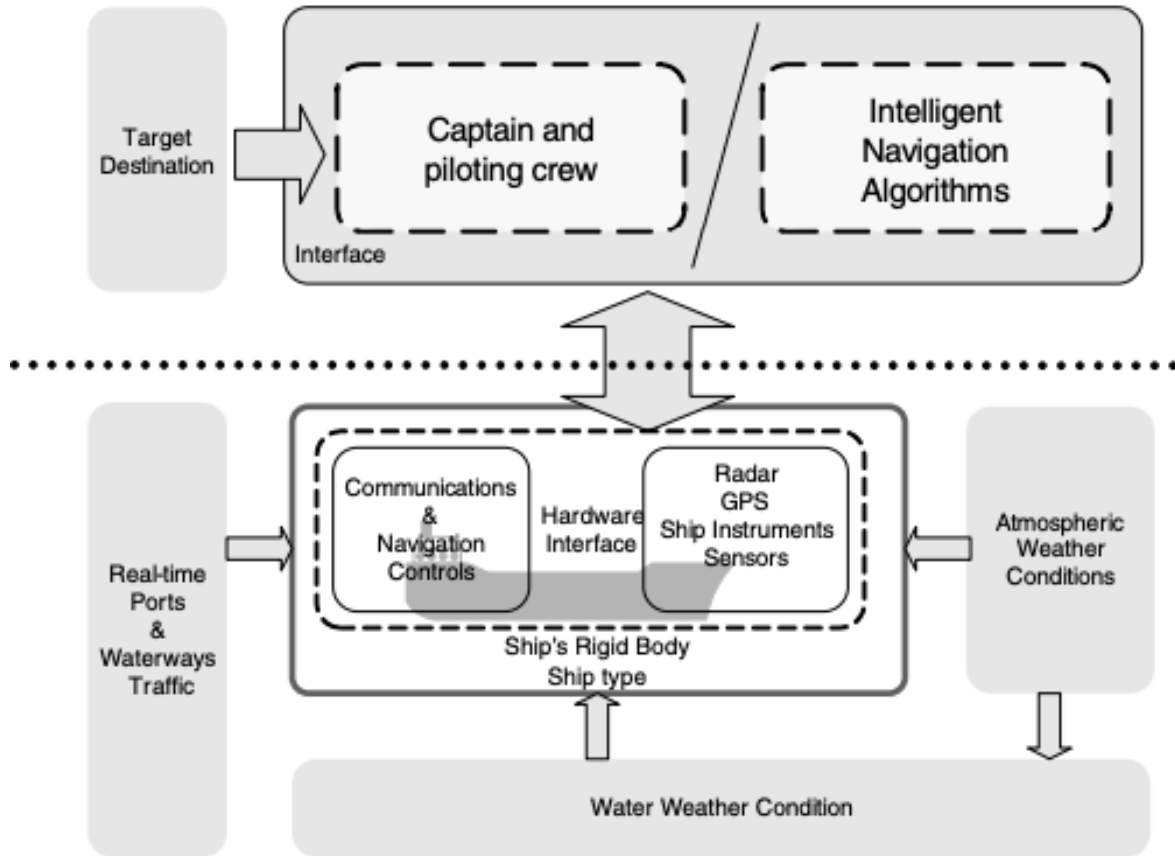 Target
Destination
Captain and
piloting crew
Intelligent
Navigation
Algorithms
Interface
Real-time
Ports
&
Waterways
Traffic
Communications
&
Navigation
Controls
Hardware
Interface
Radar
GPS
Ship Instruments
Sensors
Ship's Rigid Body
Ship type
Atmospheric
Weather
Conditions
Water Weather Condition